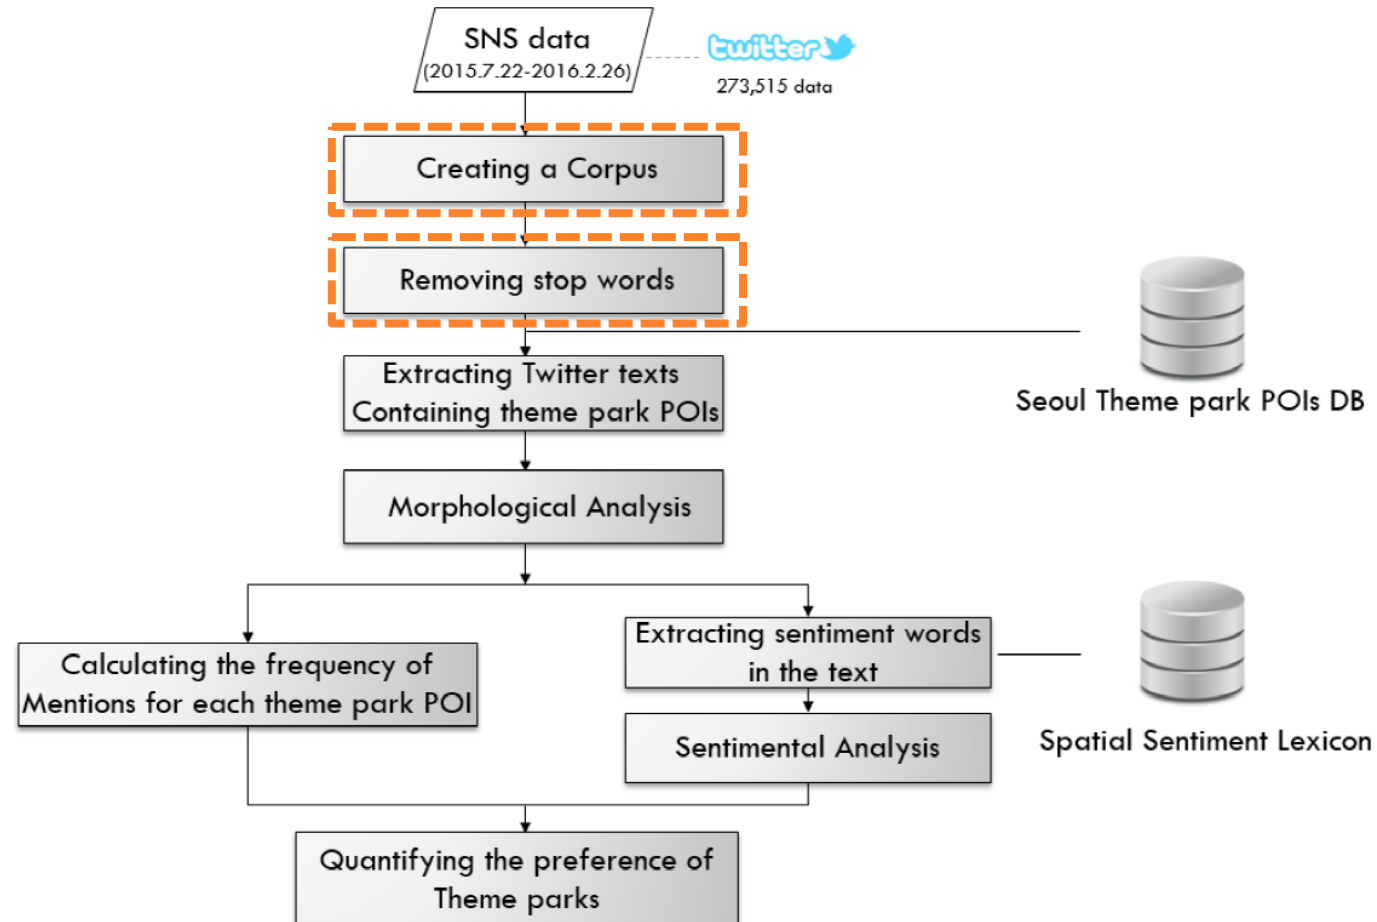 SNS data
(2015.7.22-2016.2.26)
twitter
273,515 data
Creating a Corpus
Removing stop words
Extracting Twitter texts
Containing theme park POIs
Seoul Theme park POIs DB
Morphological Analysis
Calculating the frequency of
Mentions for each theme park POI
Extracting sentiment words
in the text
Sentimental Analysis
Spatial Sentiment Lexicon
Quantifying the preference of
Theme parks